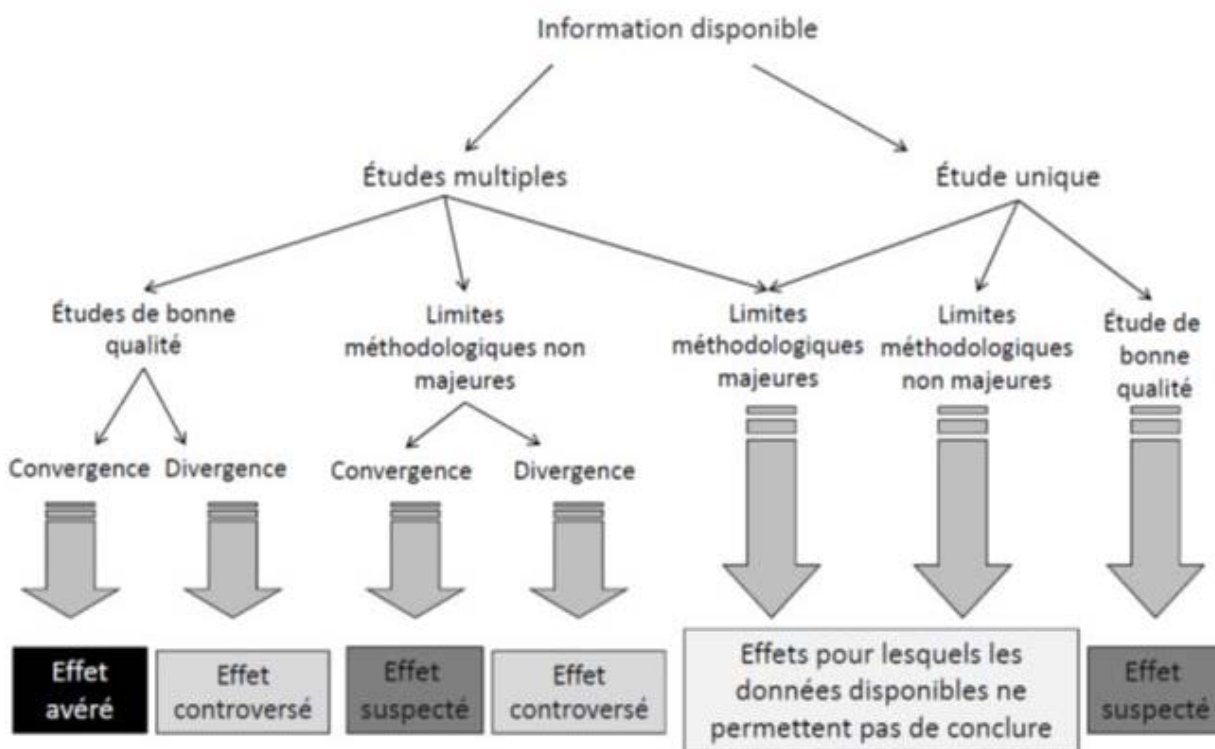 Information disponible
Études multiples
Étude unique
Études de bonne
qualité
Limites
méthodologiques non
majeures
Limites
méthodologiques
majeures
Limites
méthodologiques
non majeures
Étude de
bonne
qualité
Convergence
Divergence
Convergence
Divergence
Effet
avéré
Effet
controversé
Effet
suspecté
Effet
controversé
Effets pour lesquels les
données disponibles ne
permettent pas de conclure
Effet
suspecté